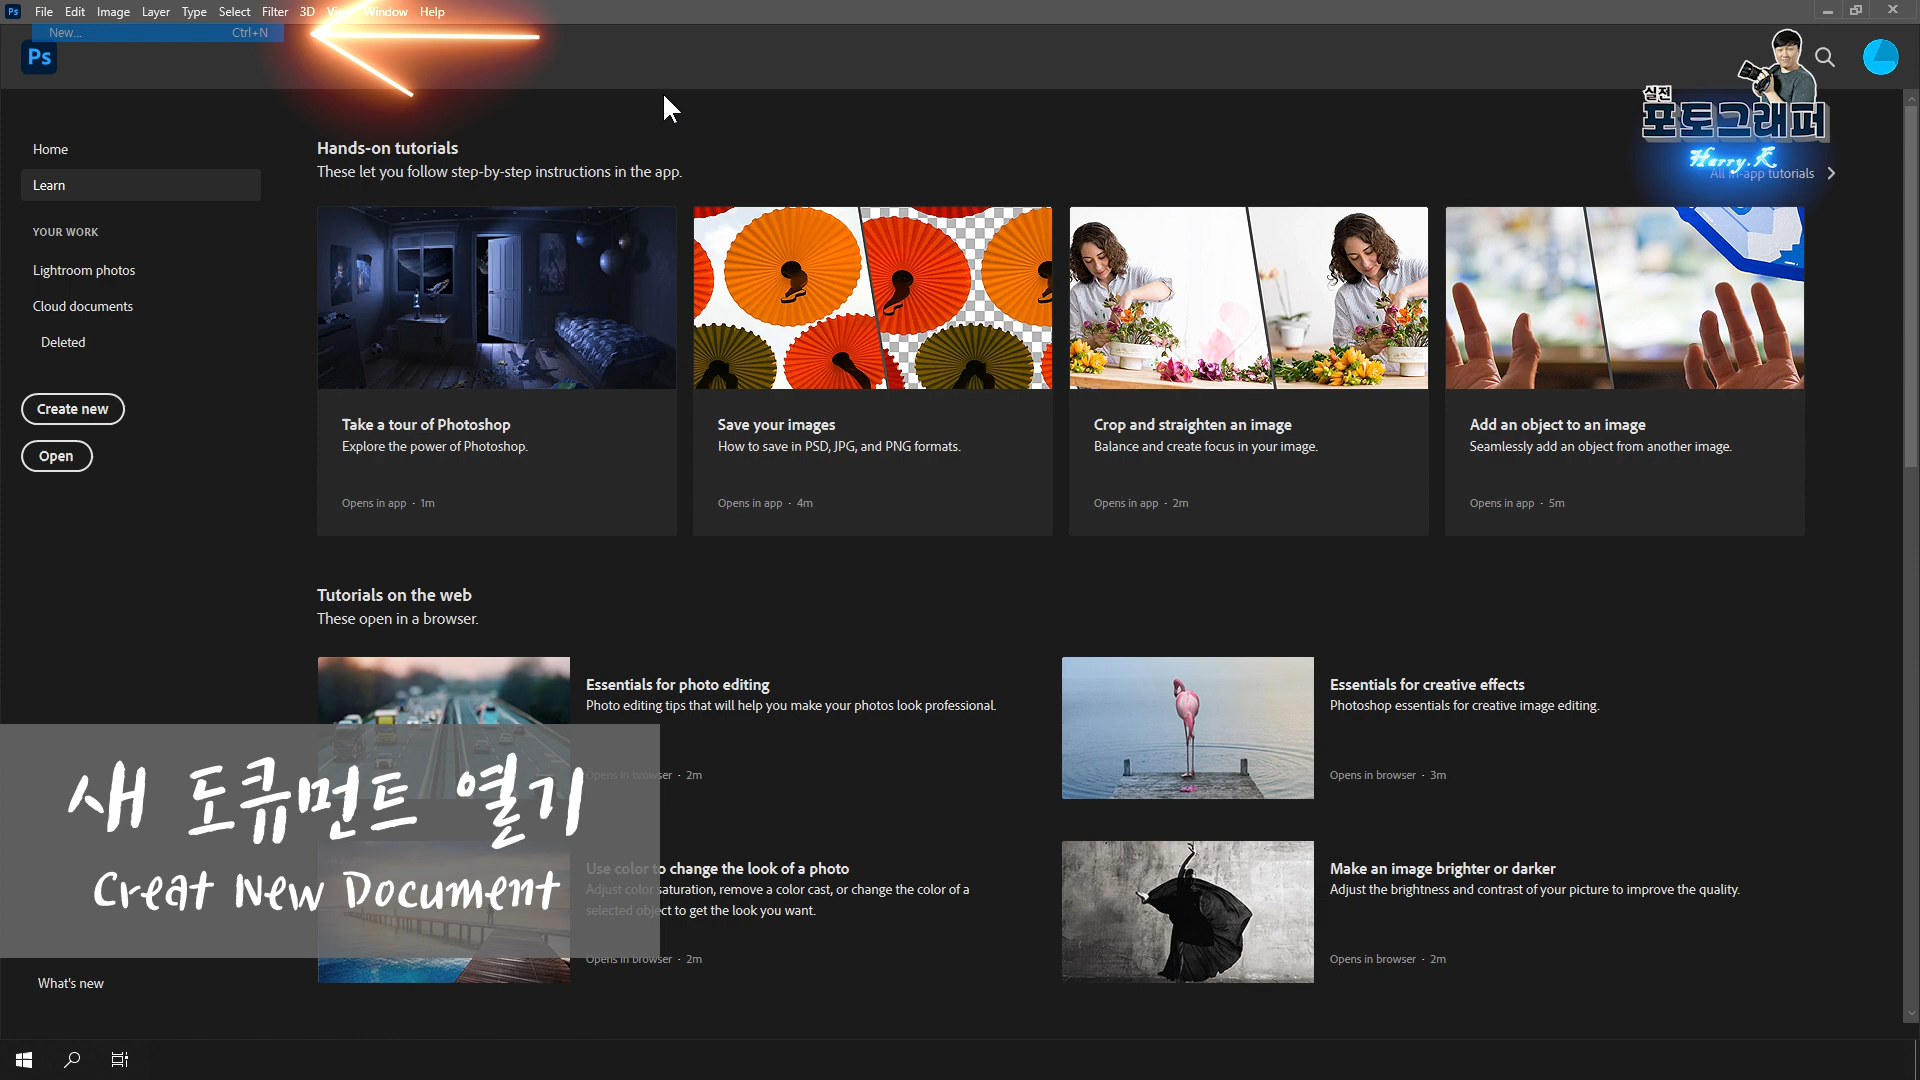 Ps File Edit Image Layer Type Select Filter 3D View Window Help
New... Ctrl+N
Ps
실전
포토그래퍼
Harry.K
Home
Learn
YOUR WORK
Lightroom photos
Cloud documents
Deleted
Create new
Open
Hands-on tutorials
These let you follow step-by-step instructions in the app.
All in-app tutorials
Take a tour of Photoshop
Explore the power of Photoshop.
Opens in app · 1m
Save your images
How to save in PSD, JPG, and PNG formats.
Opens in app · 4m
Crop and straighten an image
Balance and create focus in your image.
Opens in app · 2m
Add an object to an image
Seamlessly add an object from another image.
Opens in app · 5m
Tutorials on the web
These open in a browser.
Essentials for photo editing
Photo editing tips that will help you make your photos look professional.
Opens in browser · 2m
Essentials for creative effects
Photoshop essentials for creative image editing.
Opens in browser · 3m
Use color to change the look of a photo
Adjust color saturation, remove a color cast, or change the color of a
selected object to get the look you want.
Opens in browser · 2m
Make an image brighter or darker
Adjust the brightness and contrast of your picture to improve the quality.
Opens in browser · 2m
새 도큐먼트 열기
Creat New Document
What's new